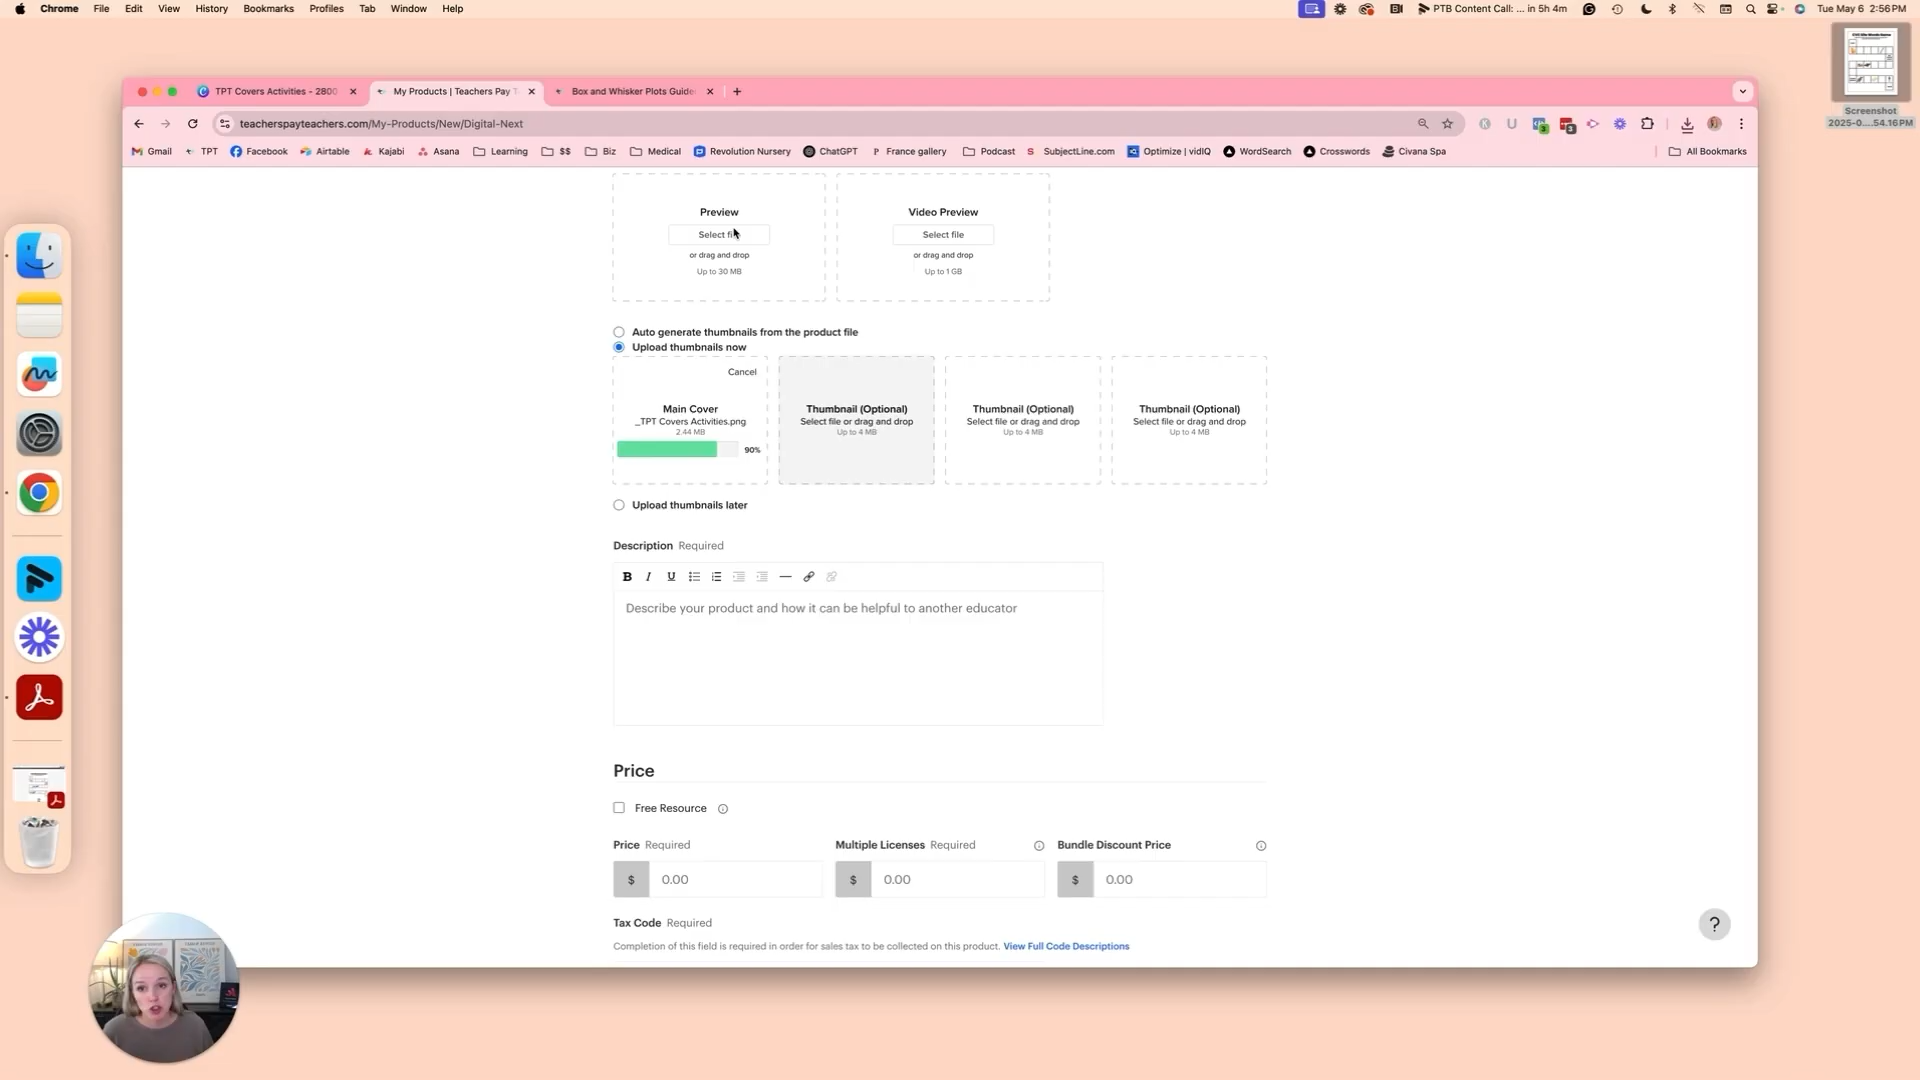 Chrome File Edit View History Bookmarks Profiles Tab Window Help
PTB Content Call: ... in 5h 4m
Tue May 6 2:56 PM
Screenshot
2025-0....54.16 PM
TPT Covers Activities - 2800
My Products | Teachers Pay T
Box and Whisker Plots Guide
teacherspayteachers.com/My-Products/New/Digital-Next
Gmail TPT Facebook Airtable Kajabi Asana Learning $$ Biz Medical Revolution Nursery ChatGPT France gallery Podcast SubjectLine.com Optimize | vidIQ WordSearch Crosswords Civana Spa All Bookmarks
Preview
Select file
or drag and drop
Up to 30 MB
Video Preview
Select file
or drag and drop
Up to 1 GB
Auto generate thumbnails from the product file
Upload thumbnails now
Cancel
Main Cover
_TPT Covers Activities.png
2.44 MB
90%
Thumbnail (Optional)
Select file or drag and drop
Up to 4 MB
Thumbnail (Optional)
Select file or drag and drop
Up to 4 MB
Thumbnail (Optional)
Select file or drag and drop
Up to 4 MB
Upload thumbnails later
Description Required
B I U
Describe your product and how it can be helpful to another educator
Price
Free Resource
Price Required
$ 0.00
Multiple Licenses Required
$ 0.00
Bundle Discount Price
$ 0.00
Tax Code Required
Completion of this field is required in order for sales tax to be collected on this product. View Full Code Descriptions
?